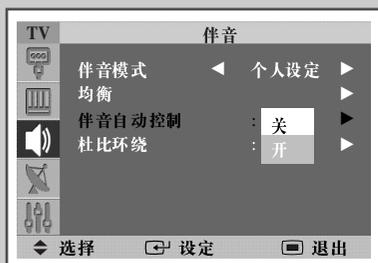 TV 伴音
伴音模式 ◀ 个人设定 ▶
均衡 ▶
伴音自动控制 : 关 ▶
杜比环绕 : 开 ▶
选择 设定 退出